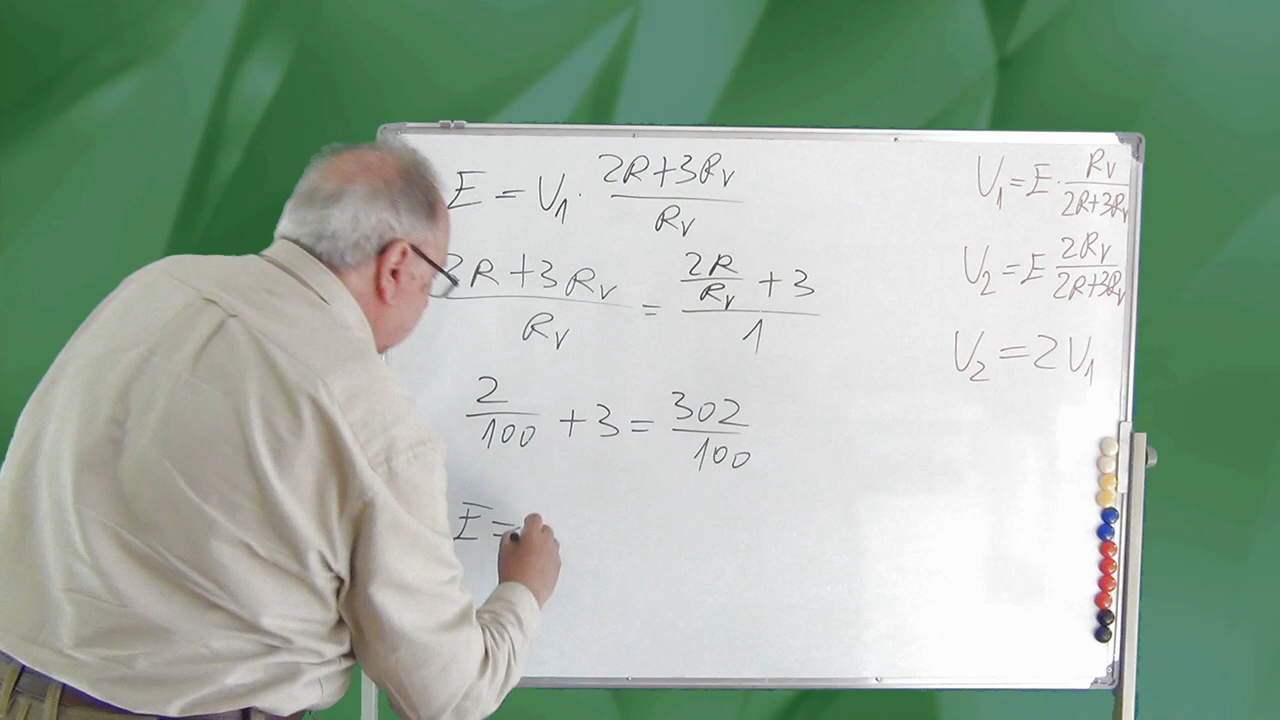 E = U₁ · (2R+3Rᵥ)/Rᵥ
(2R+3Rᵥ)/Rᵥ = (2R/Rᵥ + 3)/1
2/100 + 3 = 302/100
E =
U₁ = E · Rᵥ/(2R+3Rᵥ)
U₂ = E 2Rᵥ/(2R+3Rᵥ)
U₂ = 2U₁